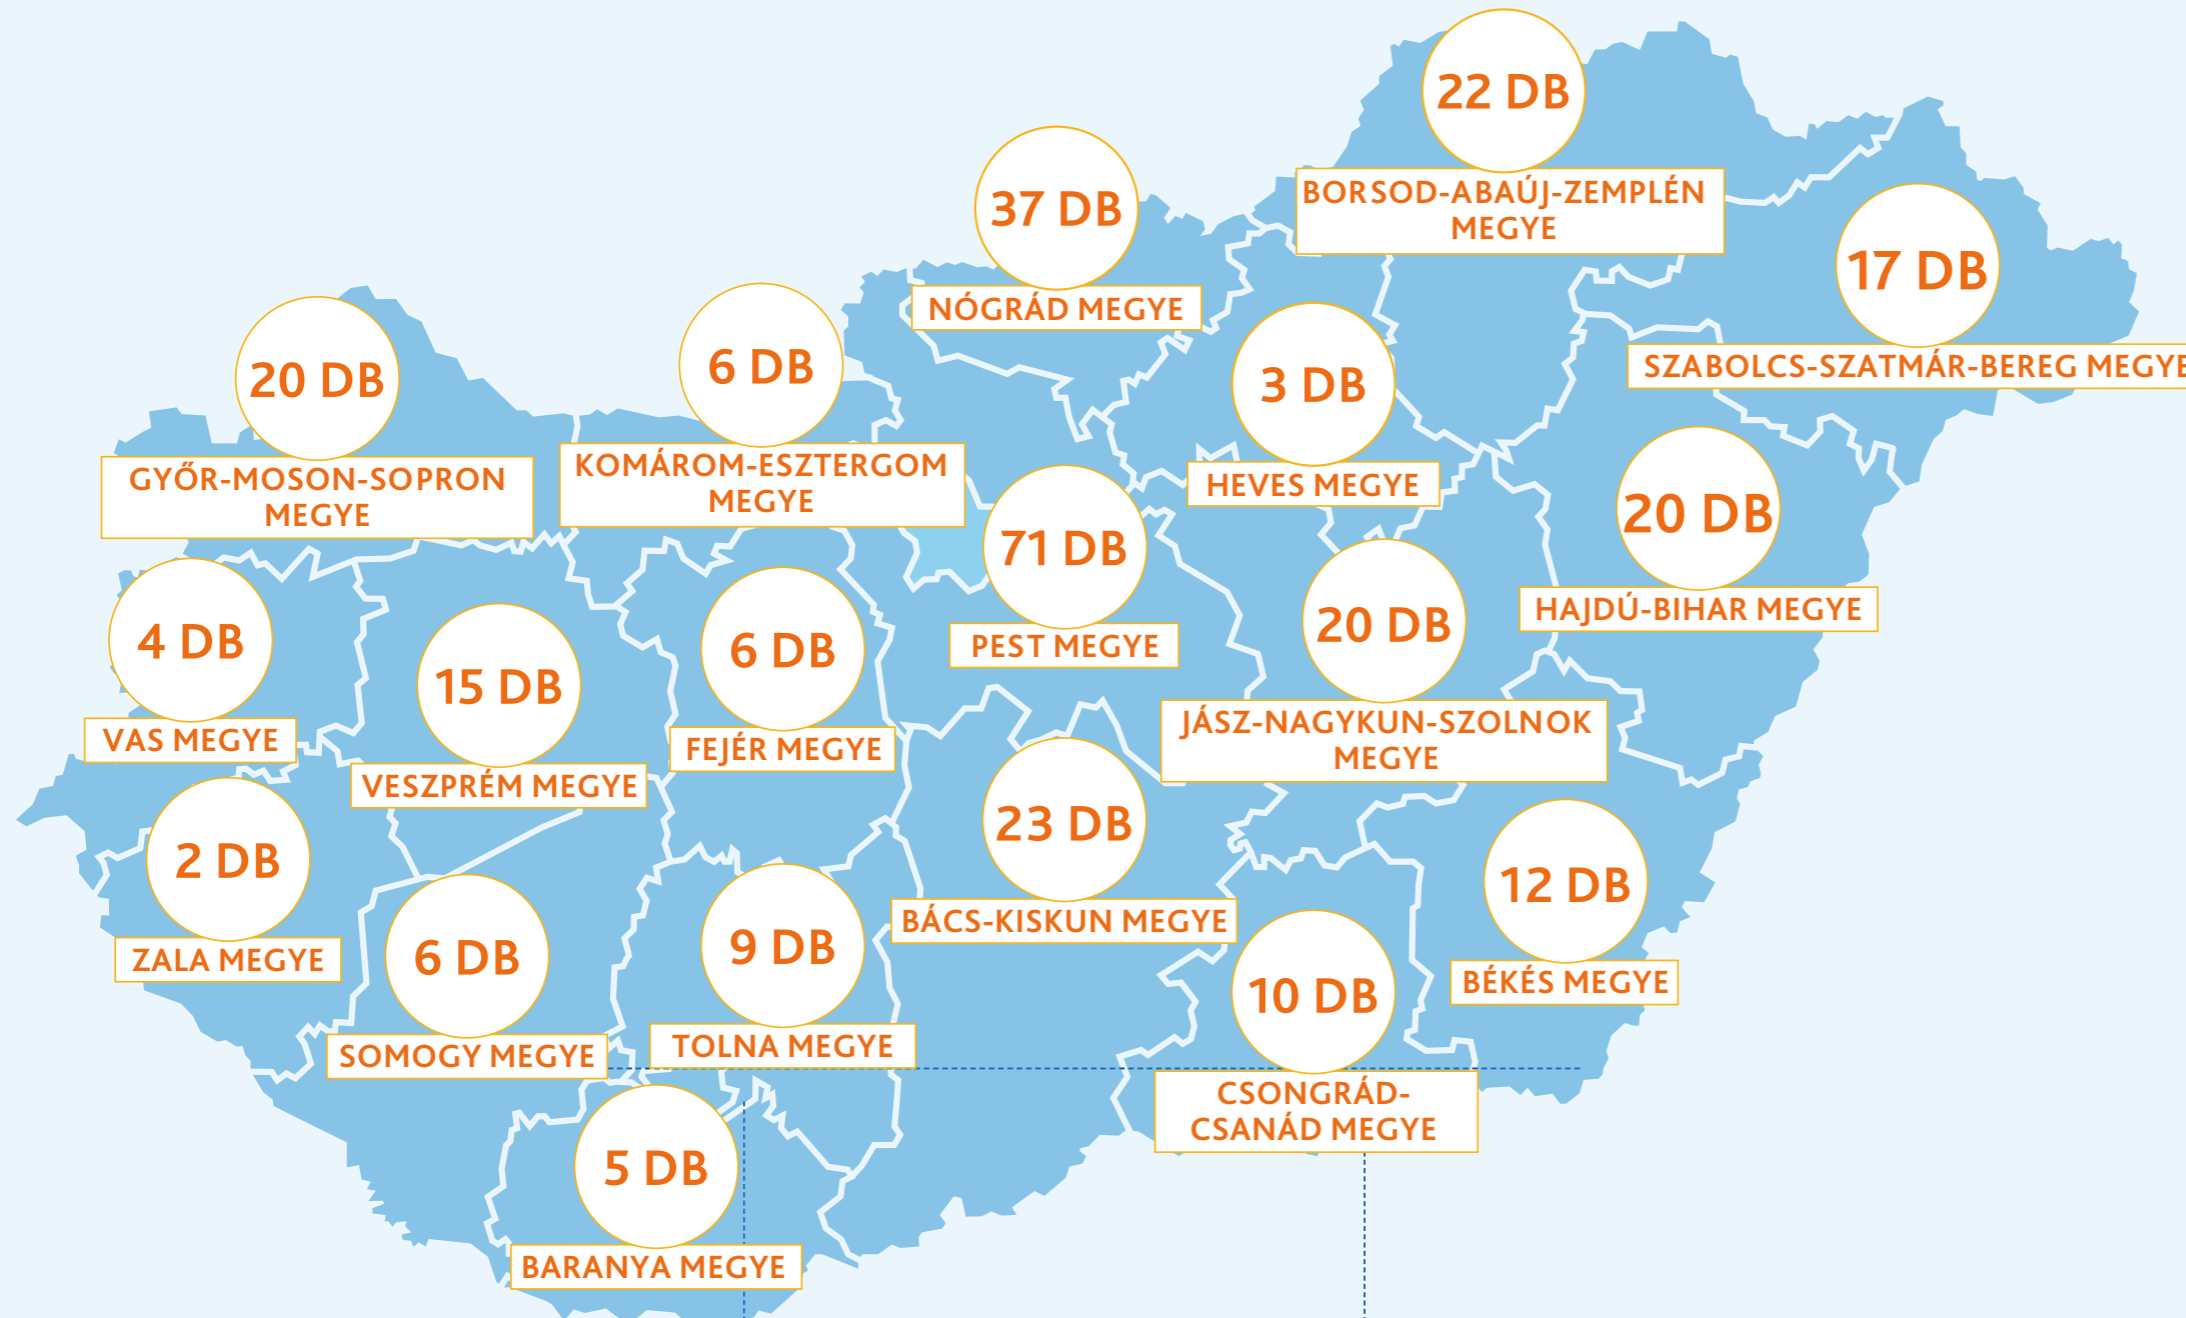 22 DB
BORSOD-ABAÚJ-ZEMPLÉN
MEGYE
37 DB
NÓGRÁD MEGYE
17 DB
SZABOLCS-SZATMÁR-BEREG MEGYE
20 DB
GYŐR-MOSON-SOPRON
MEGYE
6 DB
KOMÁROM-ESZTERGOM
MEGYE
3 DB
HEVES MEGYE
20 DB
HAJDÚ-BIHAR MEGYE
71 DB
PEST MEGYE
4 DB
VAS MEGYE
15 DB
VESZPRÉM MEGYE
6 DB
FEJÉR MEGYE
20 DB
JÁSZ-NAGYKUN-SZOLNOK
MEGYE
2 DB
ZALA MEGYE
6 DB
SOMOGY MEGYE
9 DB
TOLNA MEGYE
23 DB
BÁCS-KISKUN MEGYE
12 DB
BÉKÉS MEGYE
10 DB
CSONGRÁD-
CSANÁD MEGYE
5 DB
BARANYA MEGYE